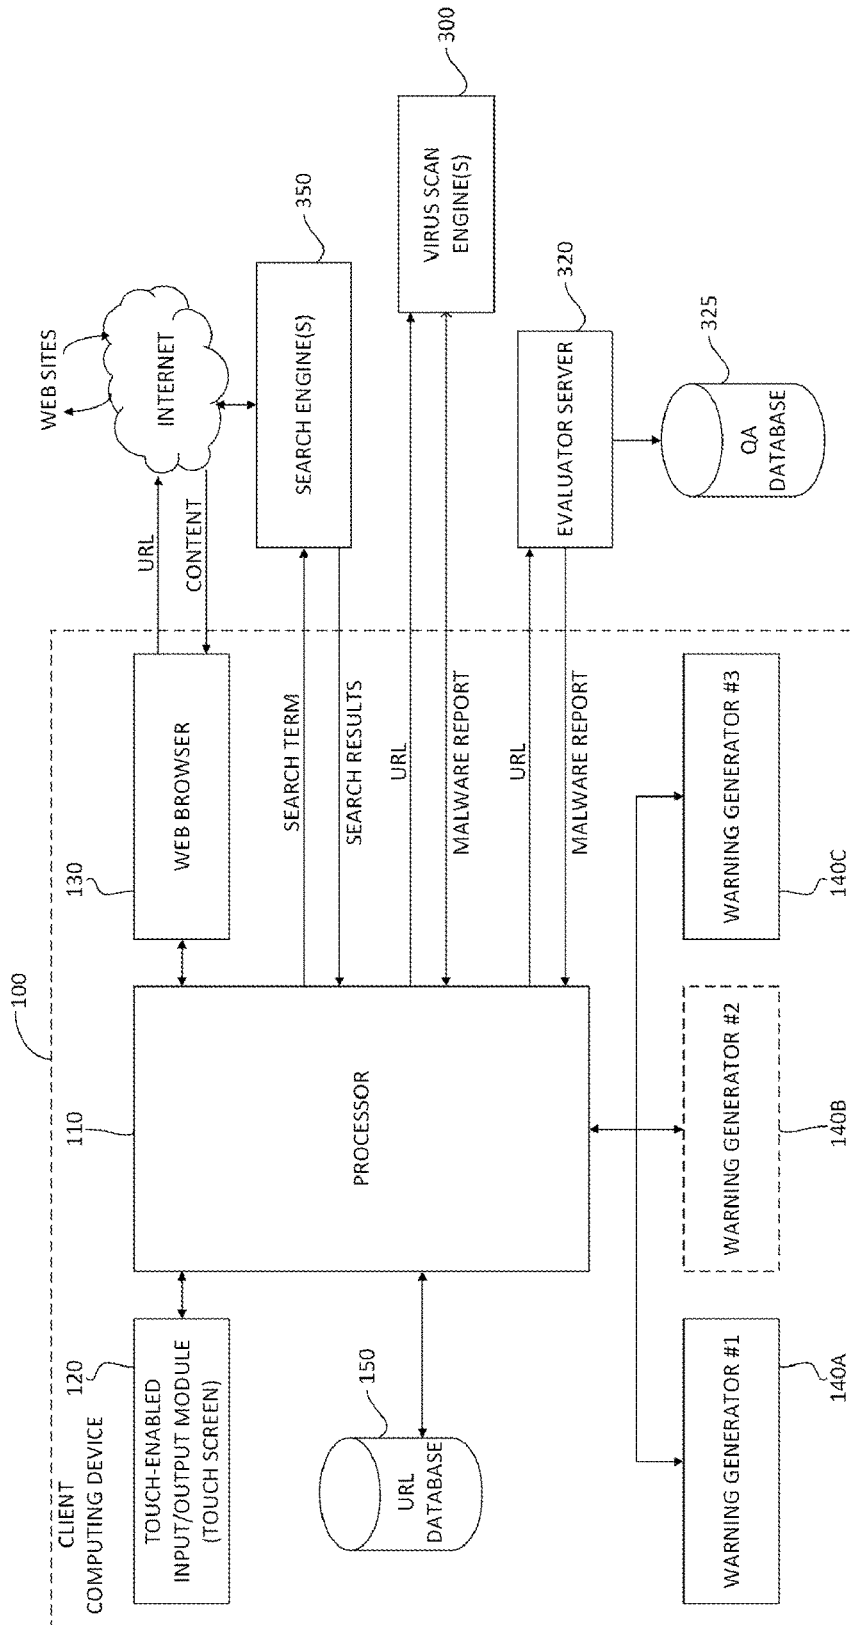 CLIENT
COMPUTING DEVICE
100
120
TOUCH-ENABLED
INPUT/OUTPUT MODULE
(TOUCH SCREEN)
110
PROCESSOR
130
WEB BROWSER
URL
CONTENT
WEB SITES
INTERNET
SEARCH TERM
SEARCH RESULTS
SEARCH ENGINE(S)
350
URL
MALWARE REPORT
VIRUS SCAN
ENGINE(S)
300
150
URL
DATABASE
URL
MALWARE REPORT
EVALUATOR SERVER
320
325
QA
DATABASE
WARNING GENERATOR #1
140A
WARNING GENERATOR #2
140B
WARNING GENERATOR #3
140C